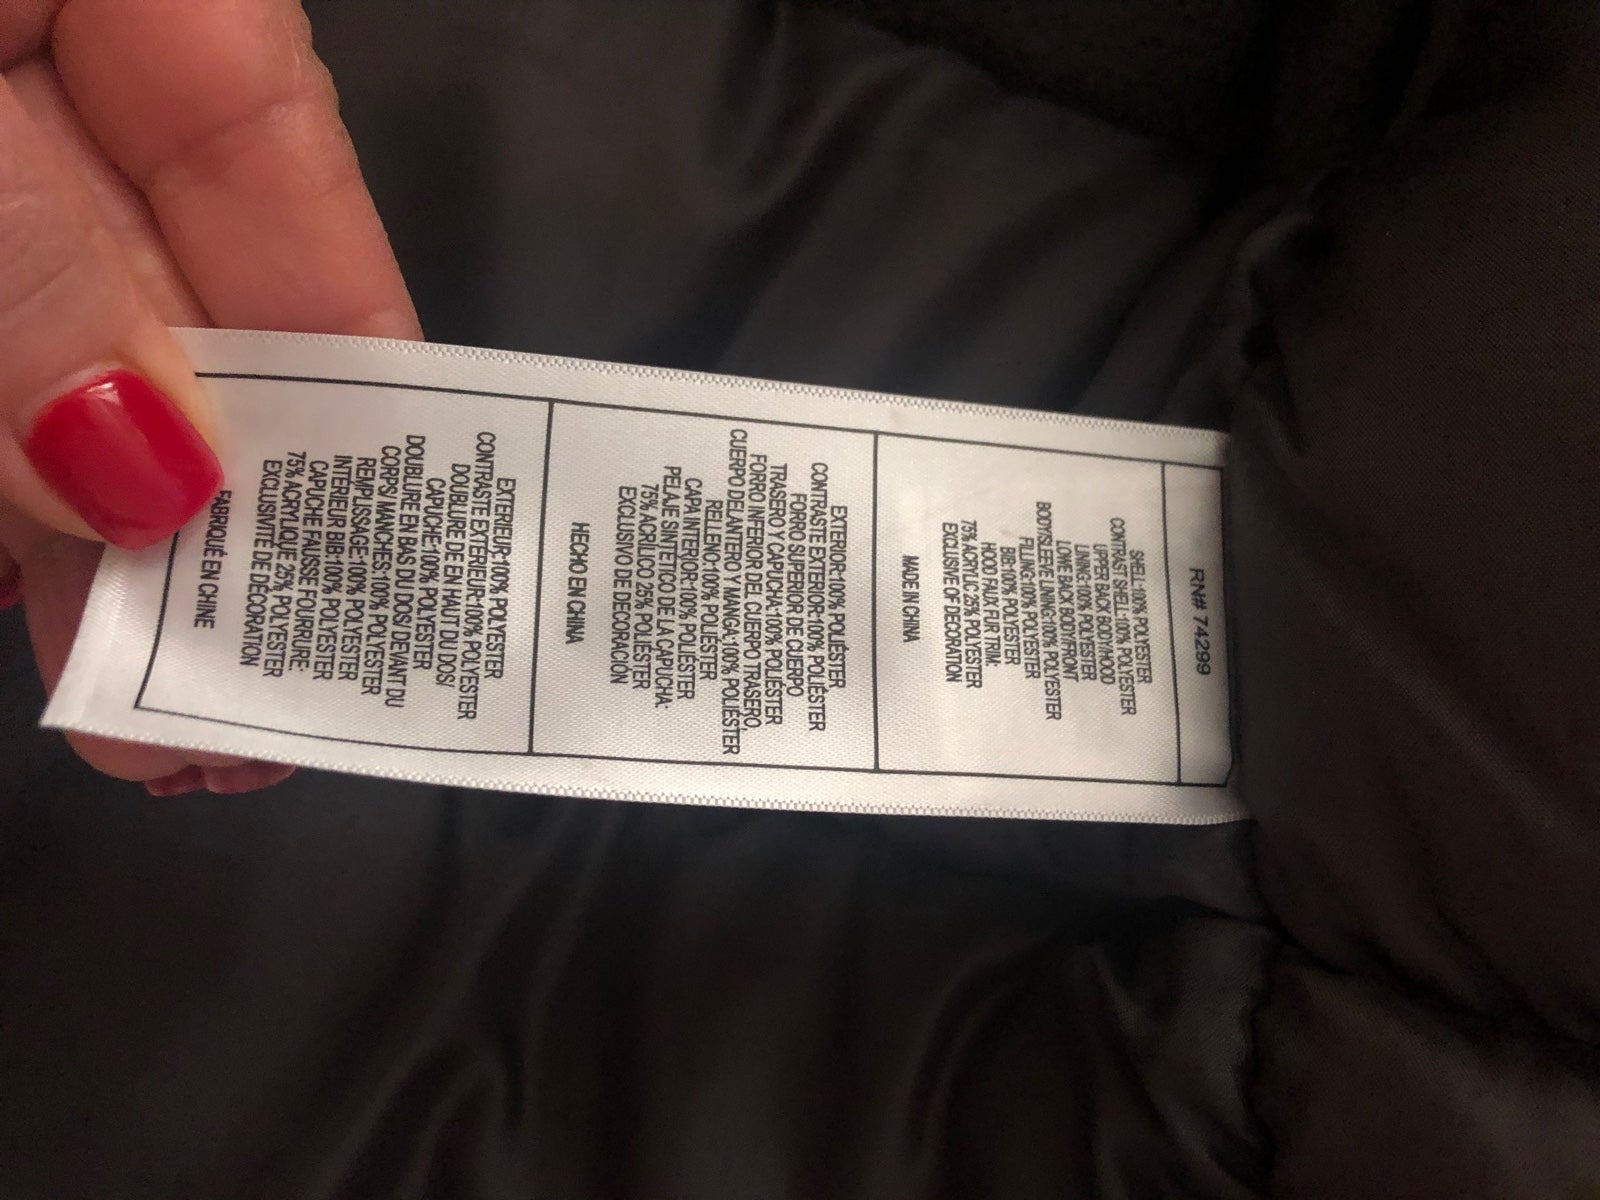 RN# 74299
SHELL:100% POLYESTER
CONTRAST SHELL:100% POLYESTER
UPPER BACK BODY/HOOD
LINING:100% POLYESTER
LOWE BACK BODY/FRONT
BODY/SLEEVE LINING:100% POLYESTER
FILLING:100% POLYESTER
BIB:100% POLYESTER
HOOD FAUX FUR TRIM:
75% ACRYLIC 25% POLYESTER
EXCLUSIVE OF DECORATION
MADE IN CHINA
EXTERIOR:100% POLIÉSTER
CONTRASTE EXTERIOR:100% POLIÉSTER
FORRO SUPERIOR DE CUERPO
TRASERO Y CAPUCHA:100% POLIÉSTER
FORRO INFERIOR DEL CUERPO TRASERO,
CUERPO DELANTERO Y MANGA:100% POLIÉSTER
RELLENO:100% POLIÉSTER
CAPA INTERIOR:100% POLIÉSTER
PELAJE SINTÉTICO DE LA CAPUCHA:
75% ACRÍLICO 25% POLIÉSTER
EXCLUSIVO DE DECORACIÓN
HECHO EN CHINA
EXTÉRIEUR:100% POLYESTER
CONTRASTE EXTÉRIEUR:100% POLYESTER
DOUBLURE DE EN HAUT DU DOS/
CAPUCHE:100% POLYESTER
DOUBLURE EN BAS DU DOS/ DEVANT DU
CORPS/ MANCHES:100% POLYESTER
REMPLISSAGE:100% POLYESTER
INTÉRIEUR BIB:100% POLYESTER
CAPUCHE FAUSSE FOURRURE:
75% ACRYLIQUE 25% POLYESTER
EXCLUSIVITÉ DE DÉCORATION
FABRIQUÉ EN CHINE